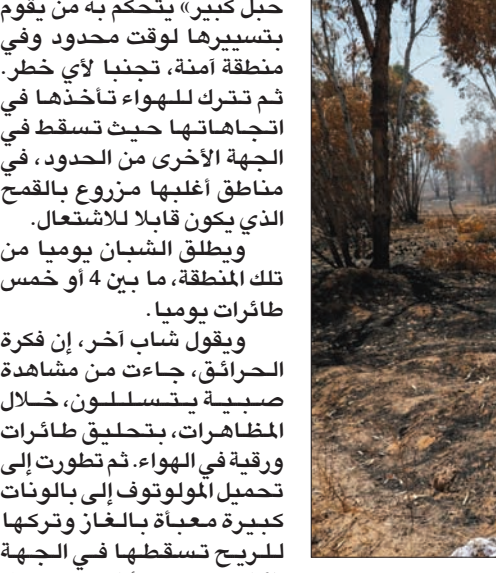 حبل كبير» يتحكم به من يقوم
بتسييرها لوقت محدود وفي
منطقة آمنة، تجنبا لأي خطر.
ثم تترك للهواء تأخذها في
اتجاهاتها حيث تسقط في
الجهة الأخرى من الحدود، في
مناطق أغلبها مزروع بالقمح
الذي يكون قابلا للاشتعال.
ويطلق الشبان يوميا من
تلك المنطقة، ما بين 4 أو خمس
طائرات يوميا.
ويقول شاب آخر، إن فكرة
الحرائق، جاءت من مشاهدة
صبية يتسللون، خلال
المظاهرات، بتحليق طائرات
ورقية في الهواء. ثم تطورت إلى
تحميل المولوتوف إلى بالونات
كبيرة معبأة بالغاز وتركها
للريح تسقطها في الجهة